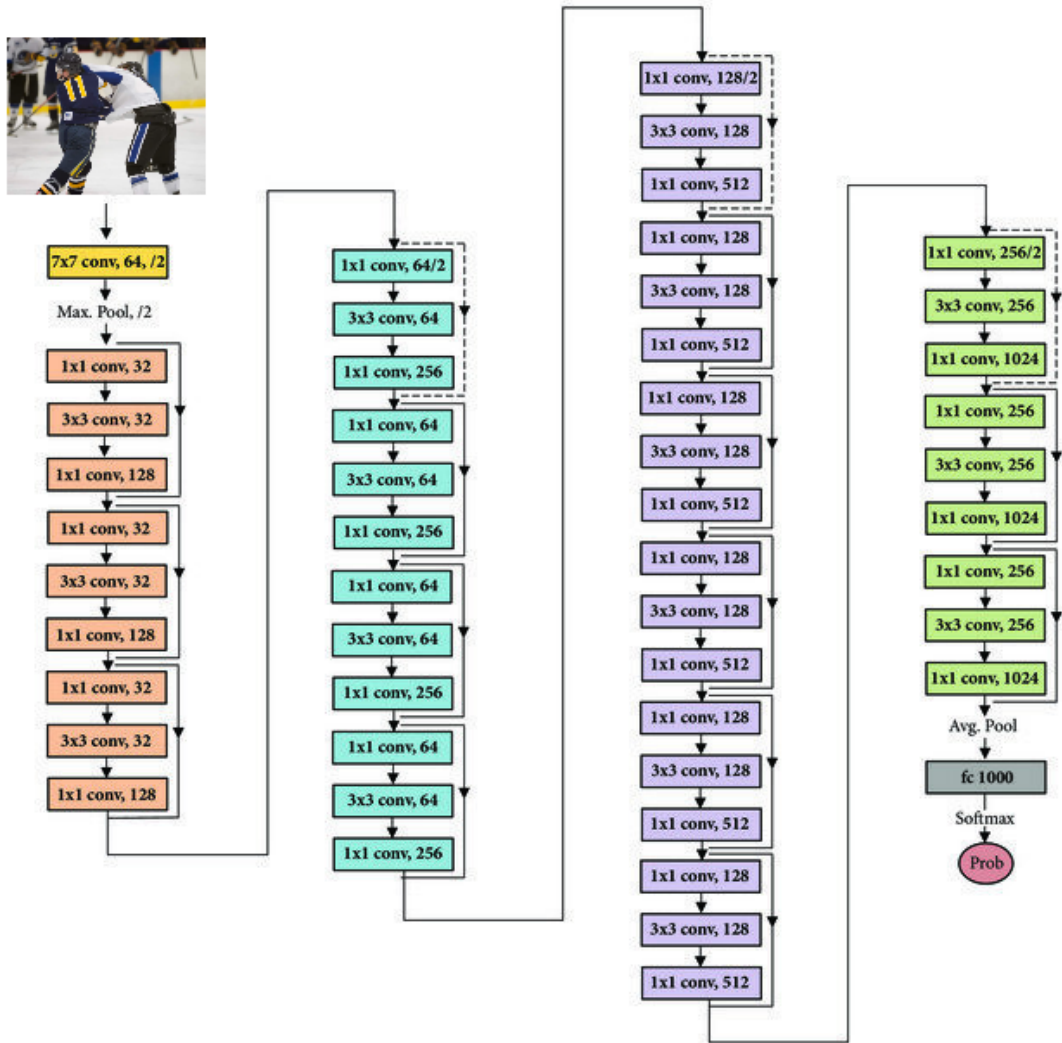 11
7x7 conv, 64, /2
Max. Pool, /2
1x1 conv, 32
3x3 conv, 32
1x1 conv, 128
1x1 conv, 32
3x3 conv, 32
1x1 conv, 128
1x1 conv, 32
3x3 conv, 32
1x1 conv, 128
1x1 conv, 64/2
3x3 conv, 64
1x1 conv, 256
1x1 conv, 64
3x3 conv, 64
1x1 conv, 256
1x1 conv, 64
3x3 conv, 64
1x1 conv, 256
1x1 conv, 64
3x3 conv, 64
1x1 conv, 256
1x1 conv, 128/2
3x3 conv, 128
1x1 conv, 512
1x1 conv, 128
3x3 conv, 128
1x1 conv, 512
1x1 conv, 128
3x3 conv, 128
1x1 conv, 512
1x1 conv, 128
3x3 conv, 128
1x1 conv, 512
1x1 conv, 128
3x3 conv, 128
1x1 conv, 512
1x1 conv, 128
3x3 conv, 128
1x1 conv, 512
1x1 conv, 256/2
3x3 conv, 256
1x1 conv, 1024
1x1 conv, 256
3x3 conv, 256
1x1 conv, 1024
1x1 conv, 256
3x3 conv, 256
1x1 conv, 1024
Avg. Pool
fc 1000
Softmax
Prob